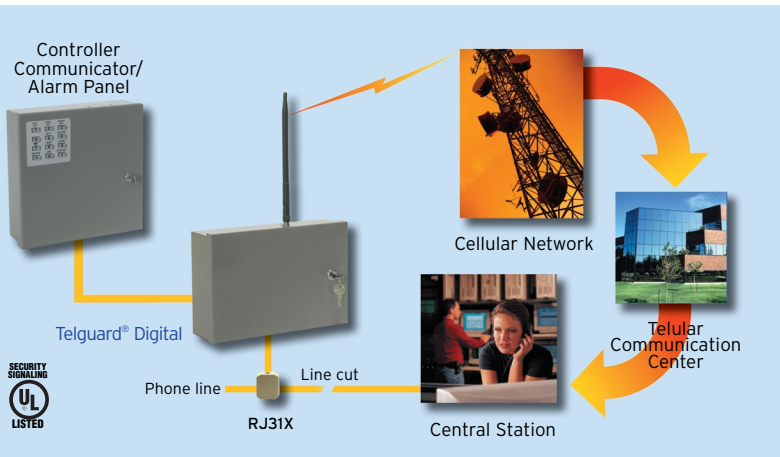 Controller
Communicator/
Alarm Panel
Cellular Network
Telguard® Digital
Telular
Communication
Center
Line cut
Phone line
RJ31X
Central Station
SECURITY
SIGNALING
UL
®
LISTED